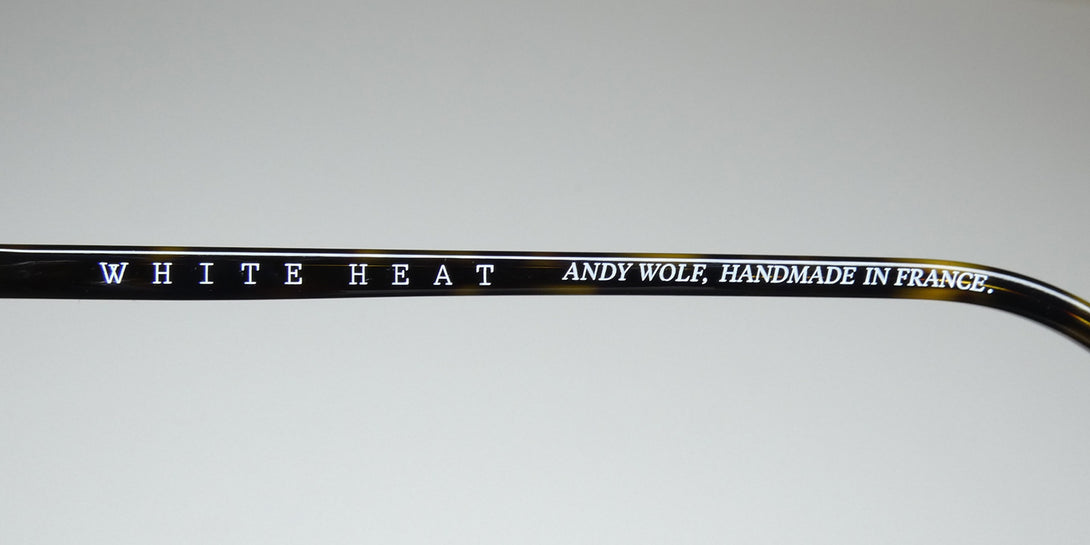 WHITE HEAT ANDY WOLF, HANDMADE IN FRANCE.